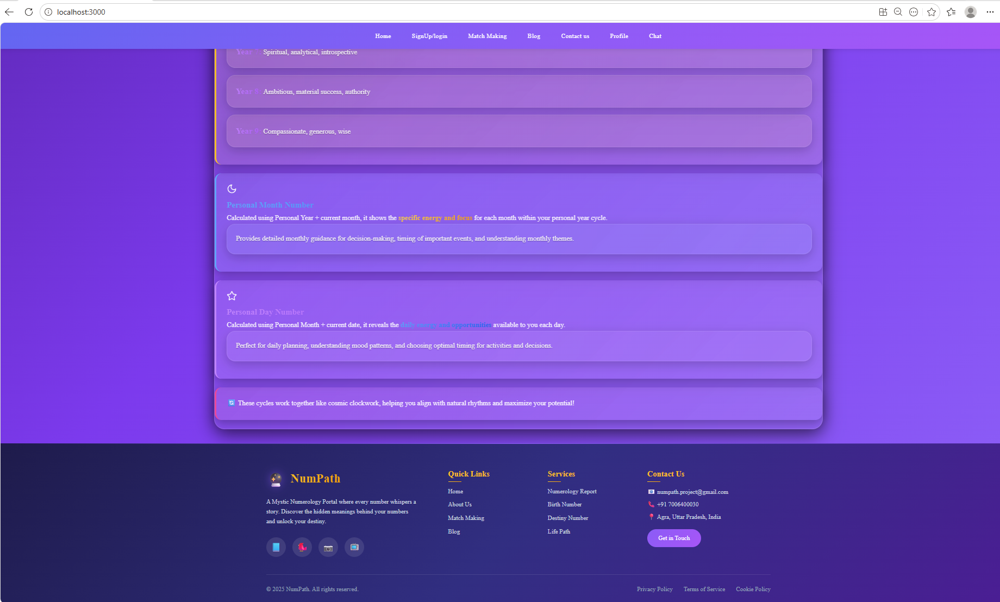 localhost:3000
Home SignUp/login Match Making Blog Contact us Profile Chat
Year Spiritual, analytical, introspective
Year Ambitious, material success, authority
Year Compassionate, generous, wise
Personal Month Number
Calculated using Personal Year + current month, it shows the specific energy and focus for each month within your personal year cycle.
Provides detailed monthly guidance for decision-making, timing of important events, and understanding monthly themes.
Personal Day Number
Calculated using Personal Month + current date, it reveals the daily energy and opportunities available to you each day.
Perfect for daily planning, understanding mood patterns, and choosing optimal timing for activities and decisions.
These cycles work together like cosmic clockwork, helping you align with natural rhythms and maximize your potential!
NumPath
A Mystic Numerology Portal where every number whispers a
story. Discover the hidden meanings behind your numbers
and unlock your destiny.
Quick Links
Home
About Us
Match Making
Blog
Services
Numerology Report
Birth Number
Destiny Number
Life Path
Contact Us
numpath.project@gmail.com
+91 7006400030
Agra, Uttar Pradesh, India
Get in Touch
© 2025 NumPath. All rights reserved.
Privacy Policy Terms of Service Cookie Policy